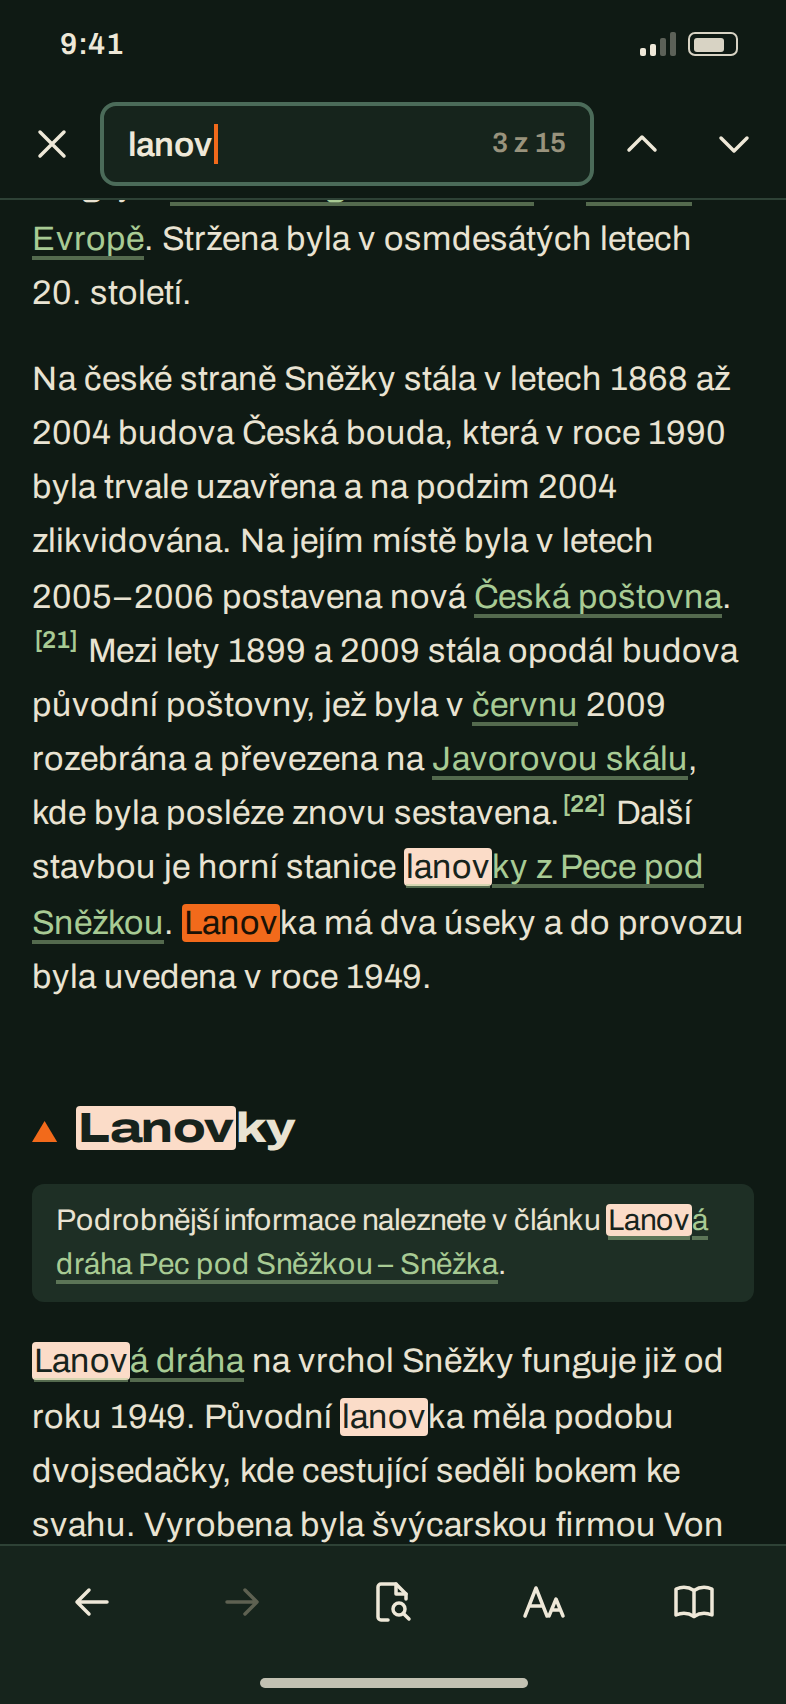 9:41
lanov
3 z 15
Evropě. Stržena byla v osmdesátých letech
20. století.
Na české straně Sněžky stála v letech 1868 až
2004 budova Česká bouda, která v roce 1990
byla trvale uzavřena a na podzim 2004
zlikvidována. Na jejím místě byla v letech
2005–2006 postavena nová Česká poštovna.
[21] Mezi lety 1899 a 2009 stála opodál budova
původní poštovny, jež byla v červnu 2009
rozebrána a převezena na Javorovou skálu,
kde byla posléze znovu sestavena.[22] Další
stavbou je horní stanice lanovky z Pece pod
Sněžkou. Lanovka má dva úseky a do provozu
byla uvedena v roce 1949.
Lanovky
Podrobnější informace naleznete v článku Lanová
dráha Pec pod Sněžkou – Sněžka.
Lanová dráha na vrchol Sněžky funguje již od
roku 1949. Původní lanovka měla podobu
dvojsedačky, kde cestující seděli bokem ke
svahu. Vyrobena byla švýcarskou firmou Von